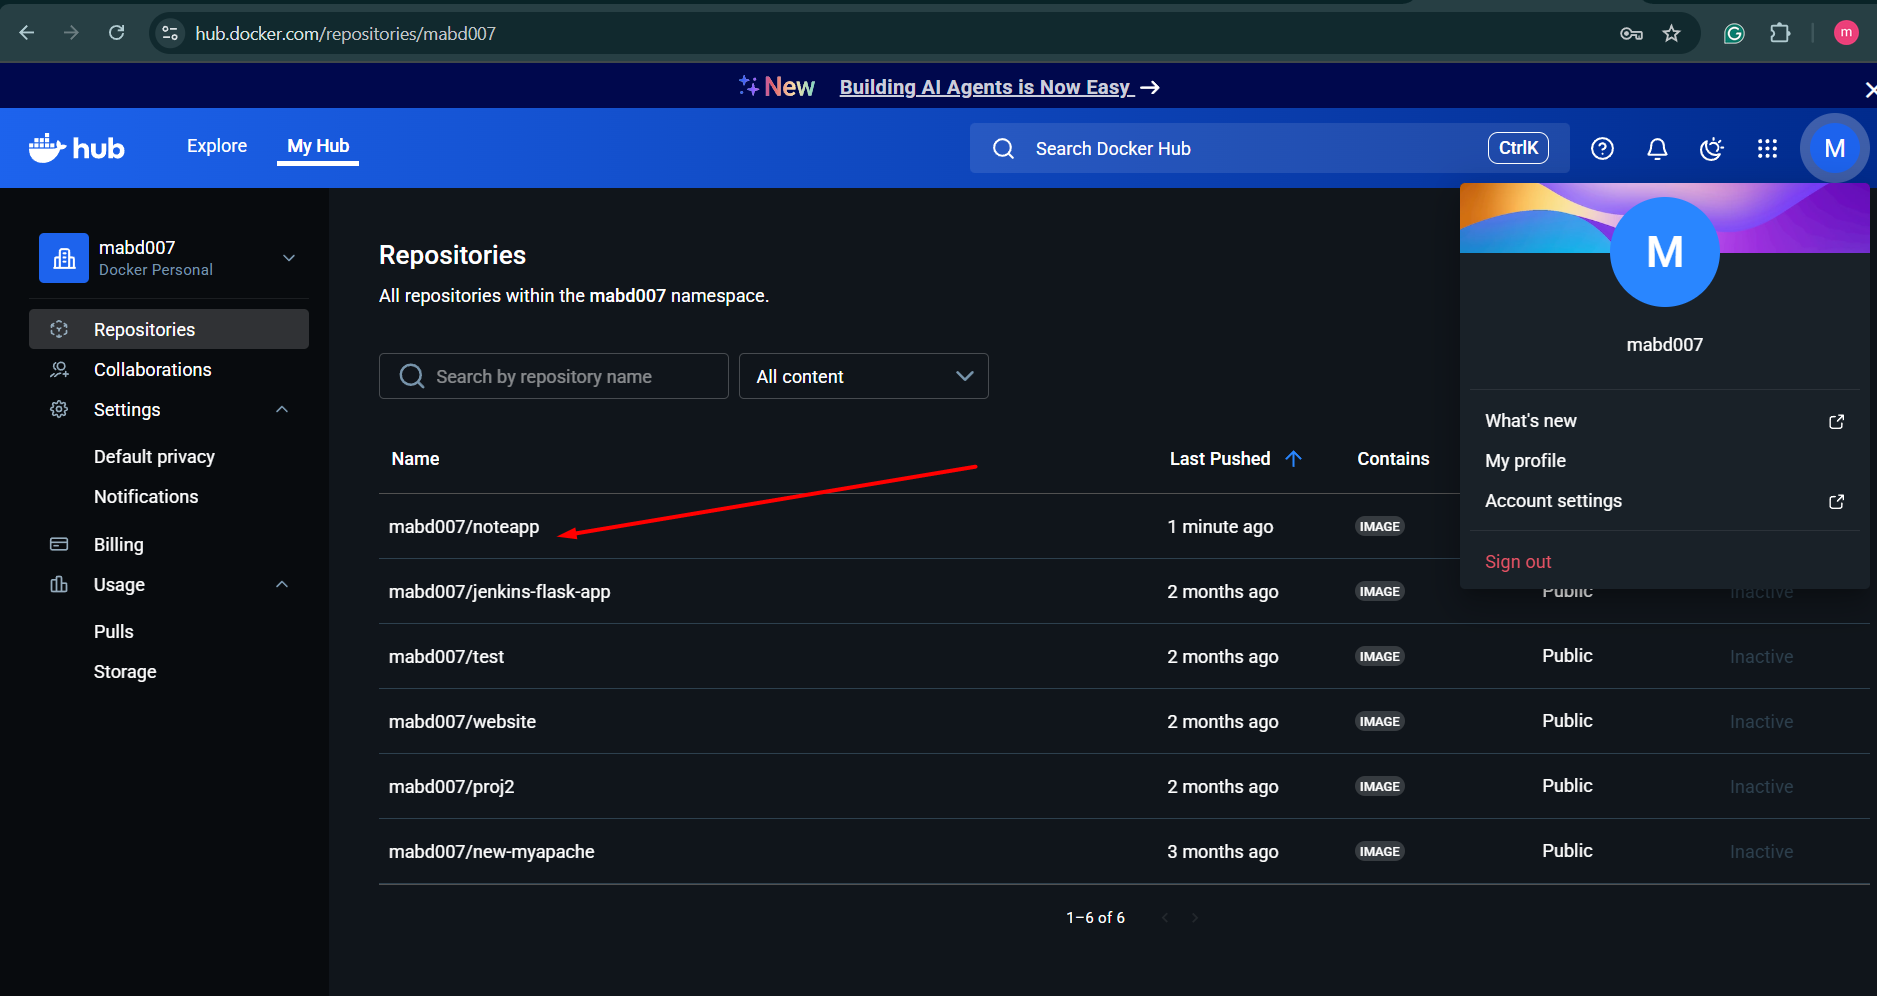 hub.docker.com/repositories/mabd007
m
New Building AI Agents is Now Easy →
hub
Explore
My Hub
Search Docker Hub
CtrlK
M
mabd007
Docker Personal
Repositories
Collaborations
Settings
Default privacy
Notifications
Billing
Usage
Pulls
Storage
Repositories
All repositories within the mabd007 namespace.
Search by repository name
All content
Name Last Pushed Contains
mabd007/noteapp 1 minute ago IMAGE
mabd007/jenkins-flask-app 2 months ago IMAGE Public Inactive
mabd007/test 2 months ago IMAGE Public Inactive
mabd007/website 2 months ago IMAGE Public Inactive
mabd007/proj2 2 months ago IMAGE Public Inactive
mabd007/new-myapache 3 months ago IMAGE Public Inactive
1–6 of 6
M
mabd007
What's new
My profile
Account settings
Sign out